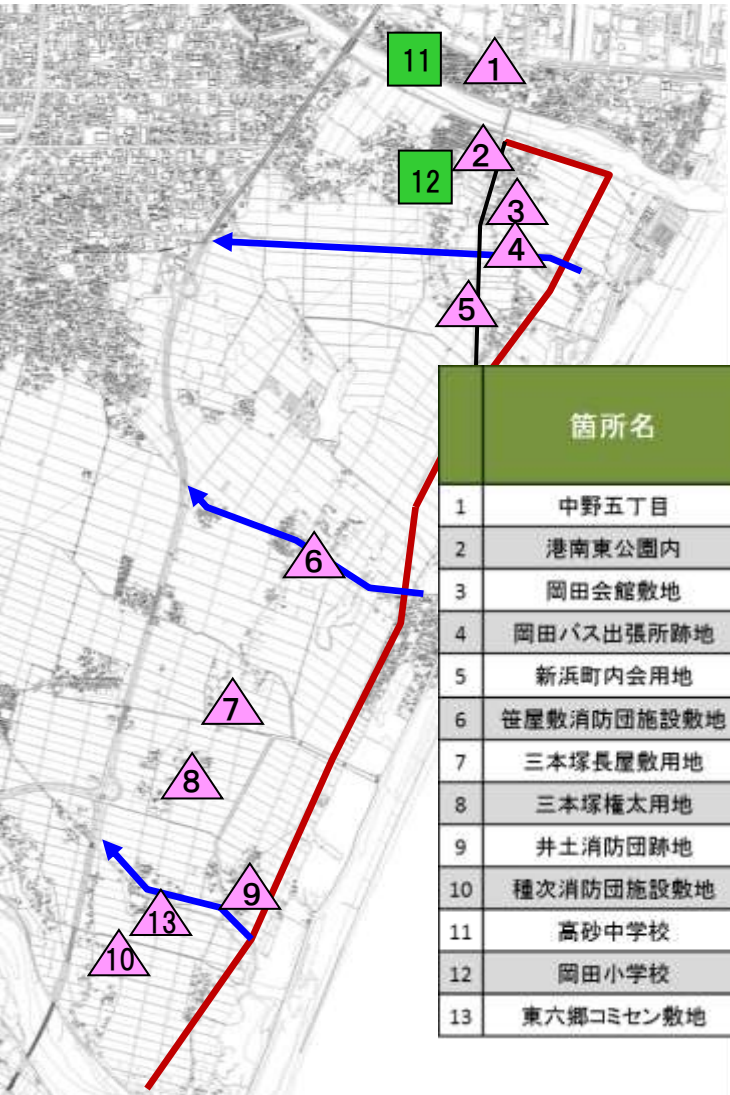 11
1
2
12
3
4
5
箇所名
1 中野五丁目
2 港南東公園内
3 岡田会館敷地
4 岡田バス出張所跡地
5 新浜町内会用地
6 笹屋敷消防団施設敷地
7 三本塚長屋敷用地
8 三本塚権太用地
9 井土消防団跡地
10 種次消防団施設敷地
11 高砂中学校
12 岡田小学校
13 東六郷コミセン敷地
6
7
8
9
13
10